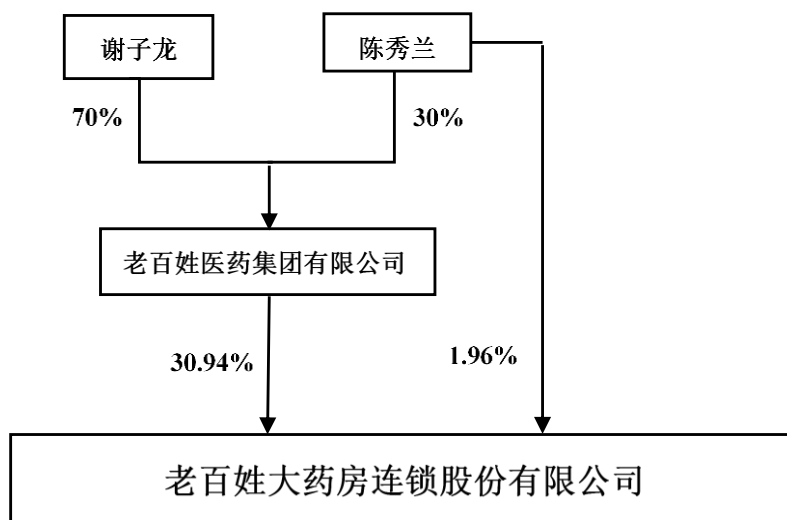 谢子龙
陈秀兰
70%
30%
老百姓医药集团有限公司
30.94%
1.96%
老百姓大药房连锁股份有限公司